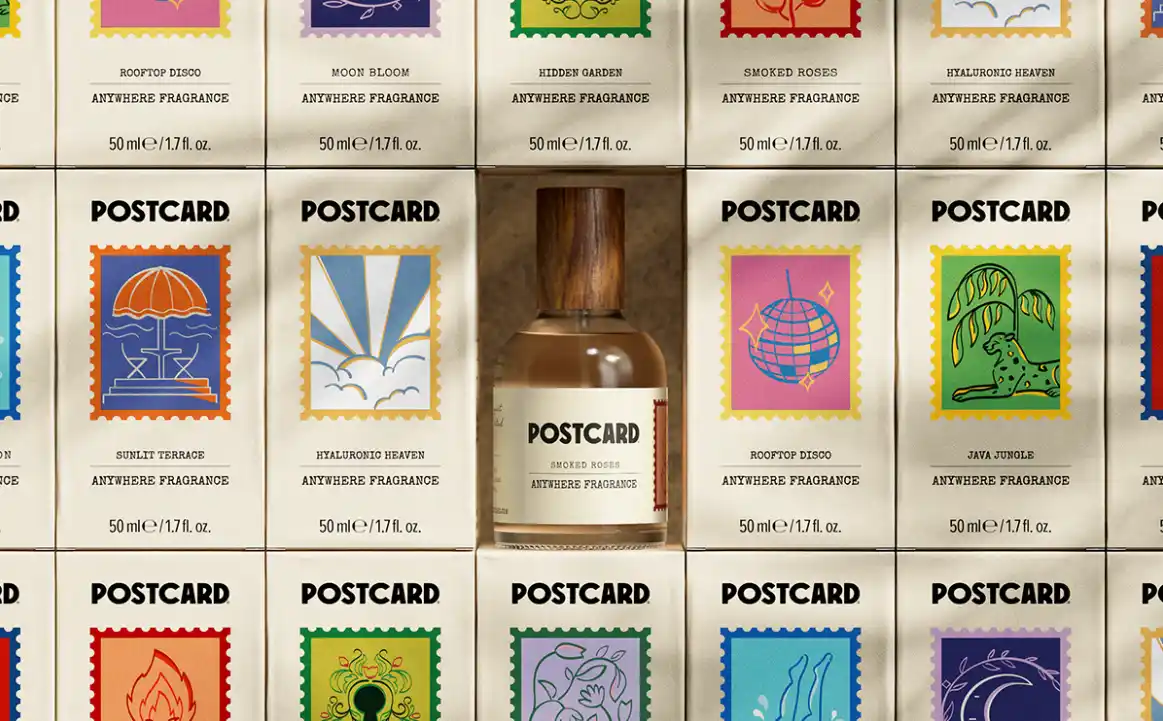 ROOFTOP DISCO
ANYWHERE FRAGRANCE
50 ml℮/1.7 fl. oz.
MOON BLOOM
ANYWHERE FRAGRANCE
50 ml℮/1.7 fl. oz.
HIDDEN GARDEN
ANYWHERE FRAGRANCE
50 ml℮/1.7 fl. oz.
SMOKED ROSES
ANYWHERE FRAGRANCE
50 ml℮/1.7 fl. oz.
HYALURONIC HEAVEN
ANYWHERE FRAGRANCE
50 ml℮/1.7 fl. oz.
POSTCARD
SUNLIT TERRACE
ANYWHERE FRAGRANCE
50 ml℮/1.7 fl. oz.
POSTCARD
HYALURONIC HEAVEN
ANYWHERE FRAGRANCE
50 ml℮/1.7 fl. oz.
POSTCARD
SMOKED ROSES
ANYWHERE FRAGRANCE
POSTCARD
ROOFTOP DISCO
ANYWHERE FRAGRANCE
50 ml℮/1.7 fl. oz.
POSTCARD
JAVA JUNGLE
ANYWHERE FRAGRANCE
50 ml℮/1.7 fl. oz.
POSTCARD
POSTCARD
POSTCARD
POSTCARD
POSTCARD